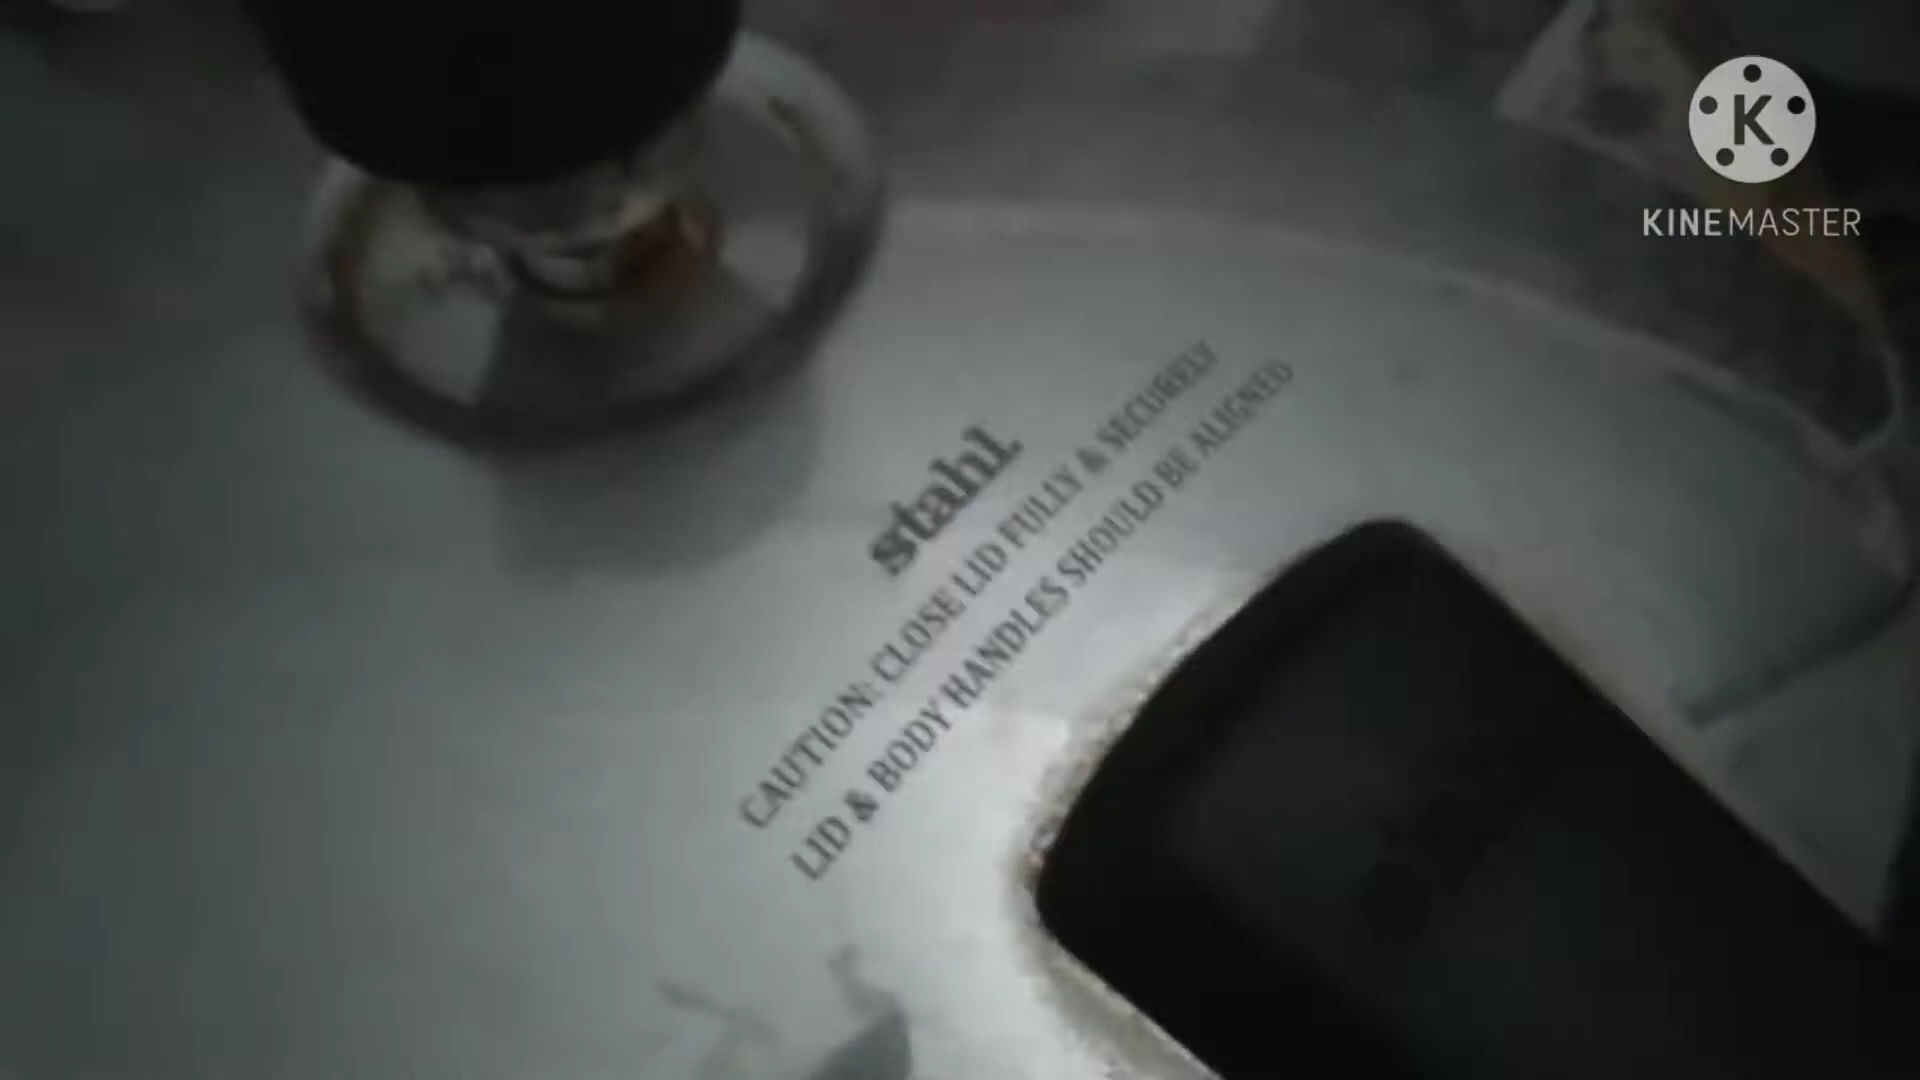 K
KINEMASTER
stahl.
CAUTION: CLOSE LID FULLY & SECURELY
LID & BODY HANDLES SHOULD BE ALIGNED